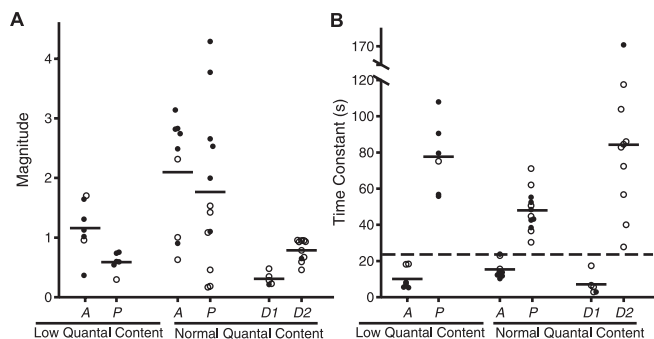 A
Magnitude
4
3
2
1
0
A P A P D1 D2
Low Quantal Content Normal Quantal Content
B
Time Constant (s)
170
120
100
80
60
40
20
0
A P A P D1 D2
Low Quantal Content Normal Quantal Content